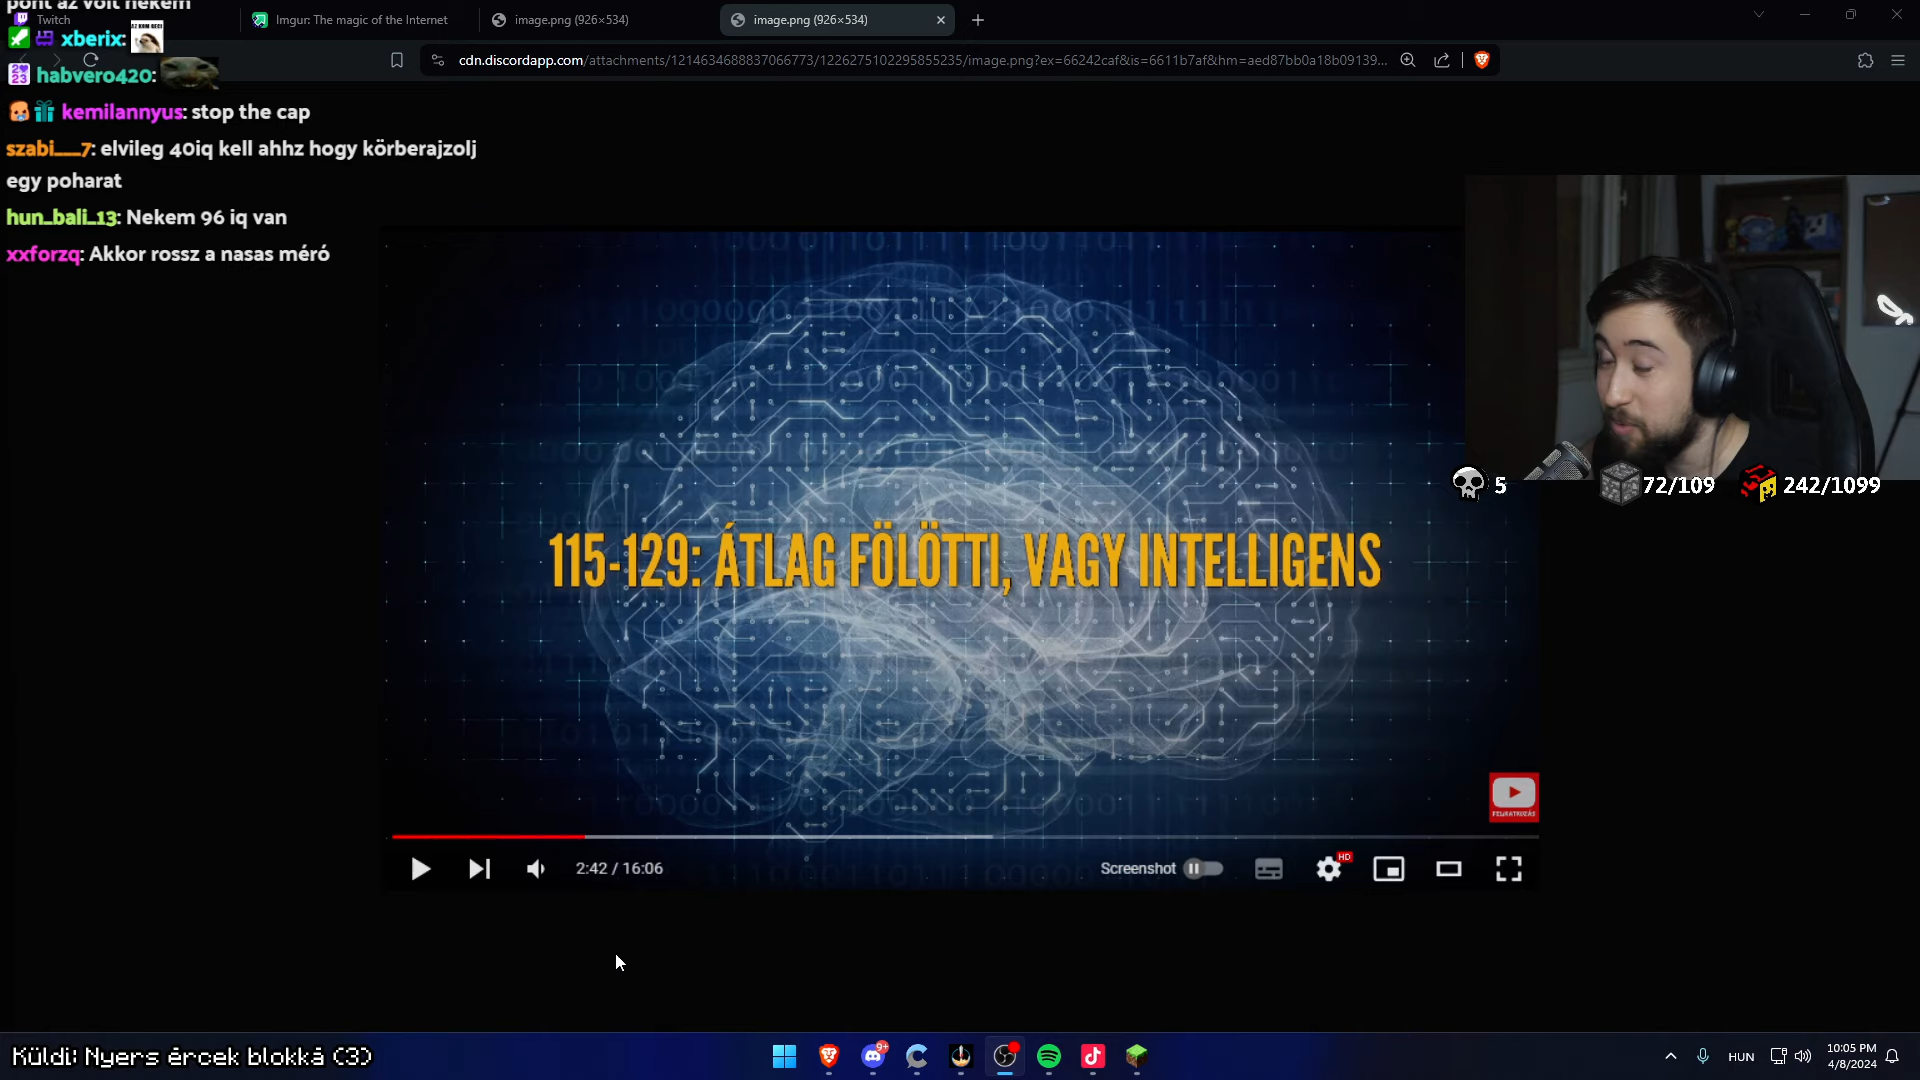 pont az volt nekem
Twitch
Imgur: The magic of the Internet
image.png (926×534)
image.png (926×534)
xberix:
cdn.discordapp.com/attachments/1214634688837066773/1226275102295855235/image.png?ex=66242caf&is=6611b7af&hm=aed87bb0a18b09139...
habvero420:
kemilannyus: stop the cap
szabi___7: elvileg 40iq kell ahhz hogy körberajzolj
egy poharat
hun_bali_13: Nekem 96 iq van
xxforzq: Akkor rossz a nasas méró
5
72/109
242/1099
115-129: ÁTLAG FÖLÖTTI, VAGY INTELLIGENS
FELIRATKOZÁS
2:42 / 16:06
Screenshot
HD
Küldi: Nyers ércek blokká (3)
9+
HUN
10:05 PM
4/8/2024